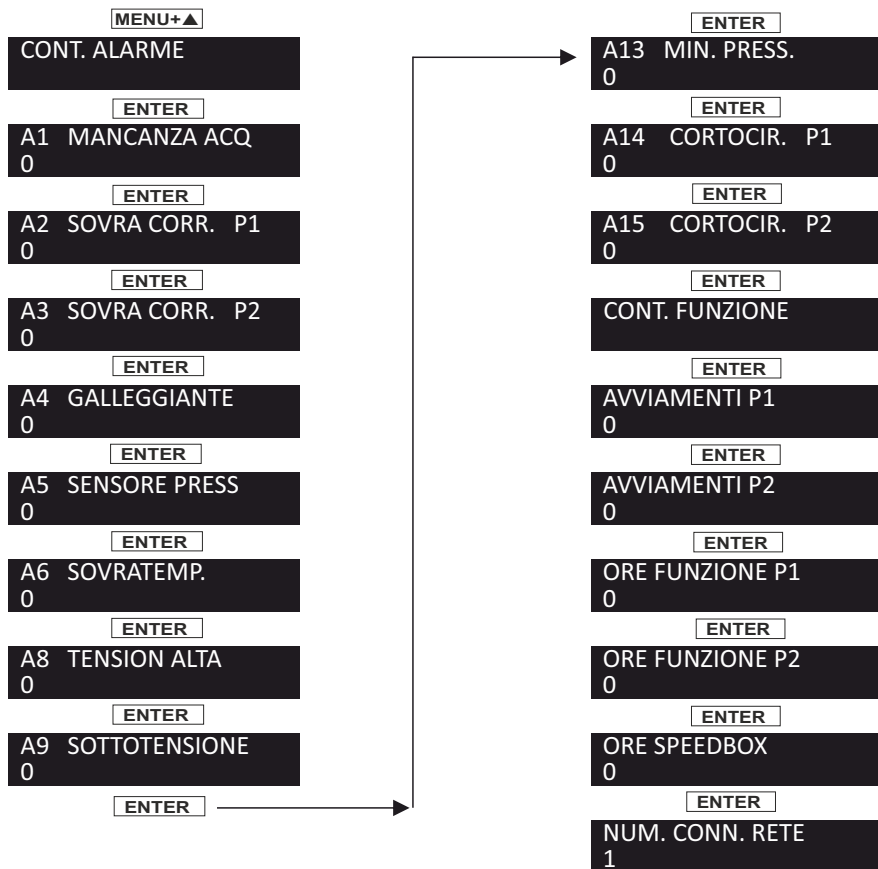 MENU+▲
CONT. ALARME
ENTER
A1 MANCANZA ACQ
0
ENTER
A2 SOVRA CORR. P1
0
ENTER
A3 SOVRA CORR. P2
0
ENTER
A4 GALLEGGIANTE
0
ENTER
A5 SENSORE PRESS
0
ENTER
A6 SOVRATEMP.
0
ENTER
A8 TENSION ALTA
0
ENTER
A9 SOTTOTENSIONE
0
ENTER
ENTER
A13 MIN. PRESS.
0
ENTER
A14 CORTOCIR. P1
0
ENTER
A15 CORTOCIR. P2
0
ENTER
CONT. FUNZIONE
ENTER
AVVIAMENTI P1
0
ENTER
AVVIAMENTI P2
0
ENTER
ORE FUNZIONE P1
0
ENTER
ORE FUNZIONE P2
0
ENTER
ORE SPEEDBOX
0
ENTER
NUM. CONN. RETE
1